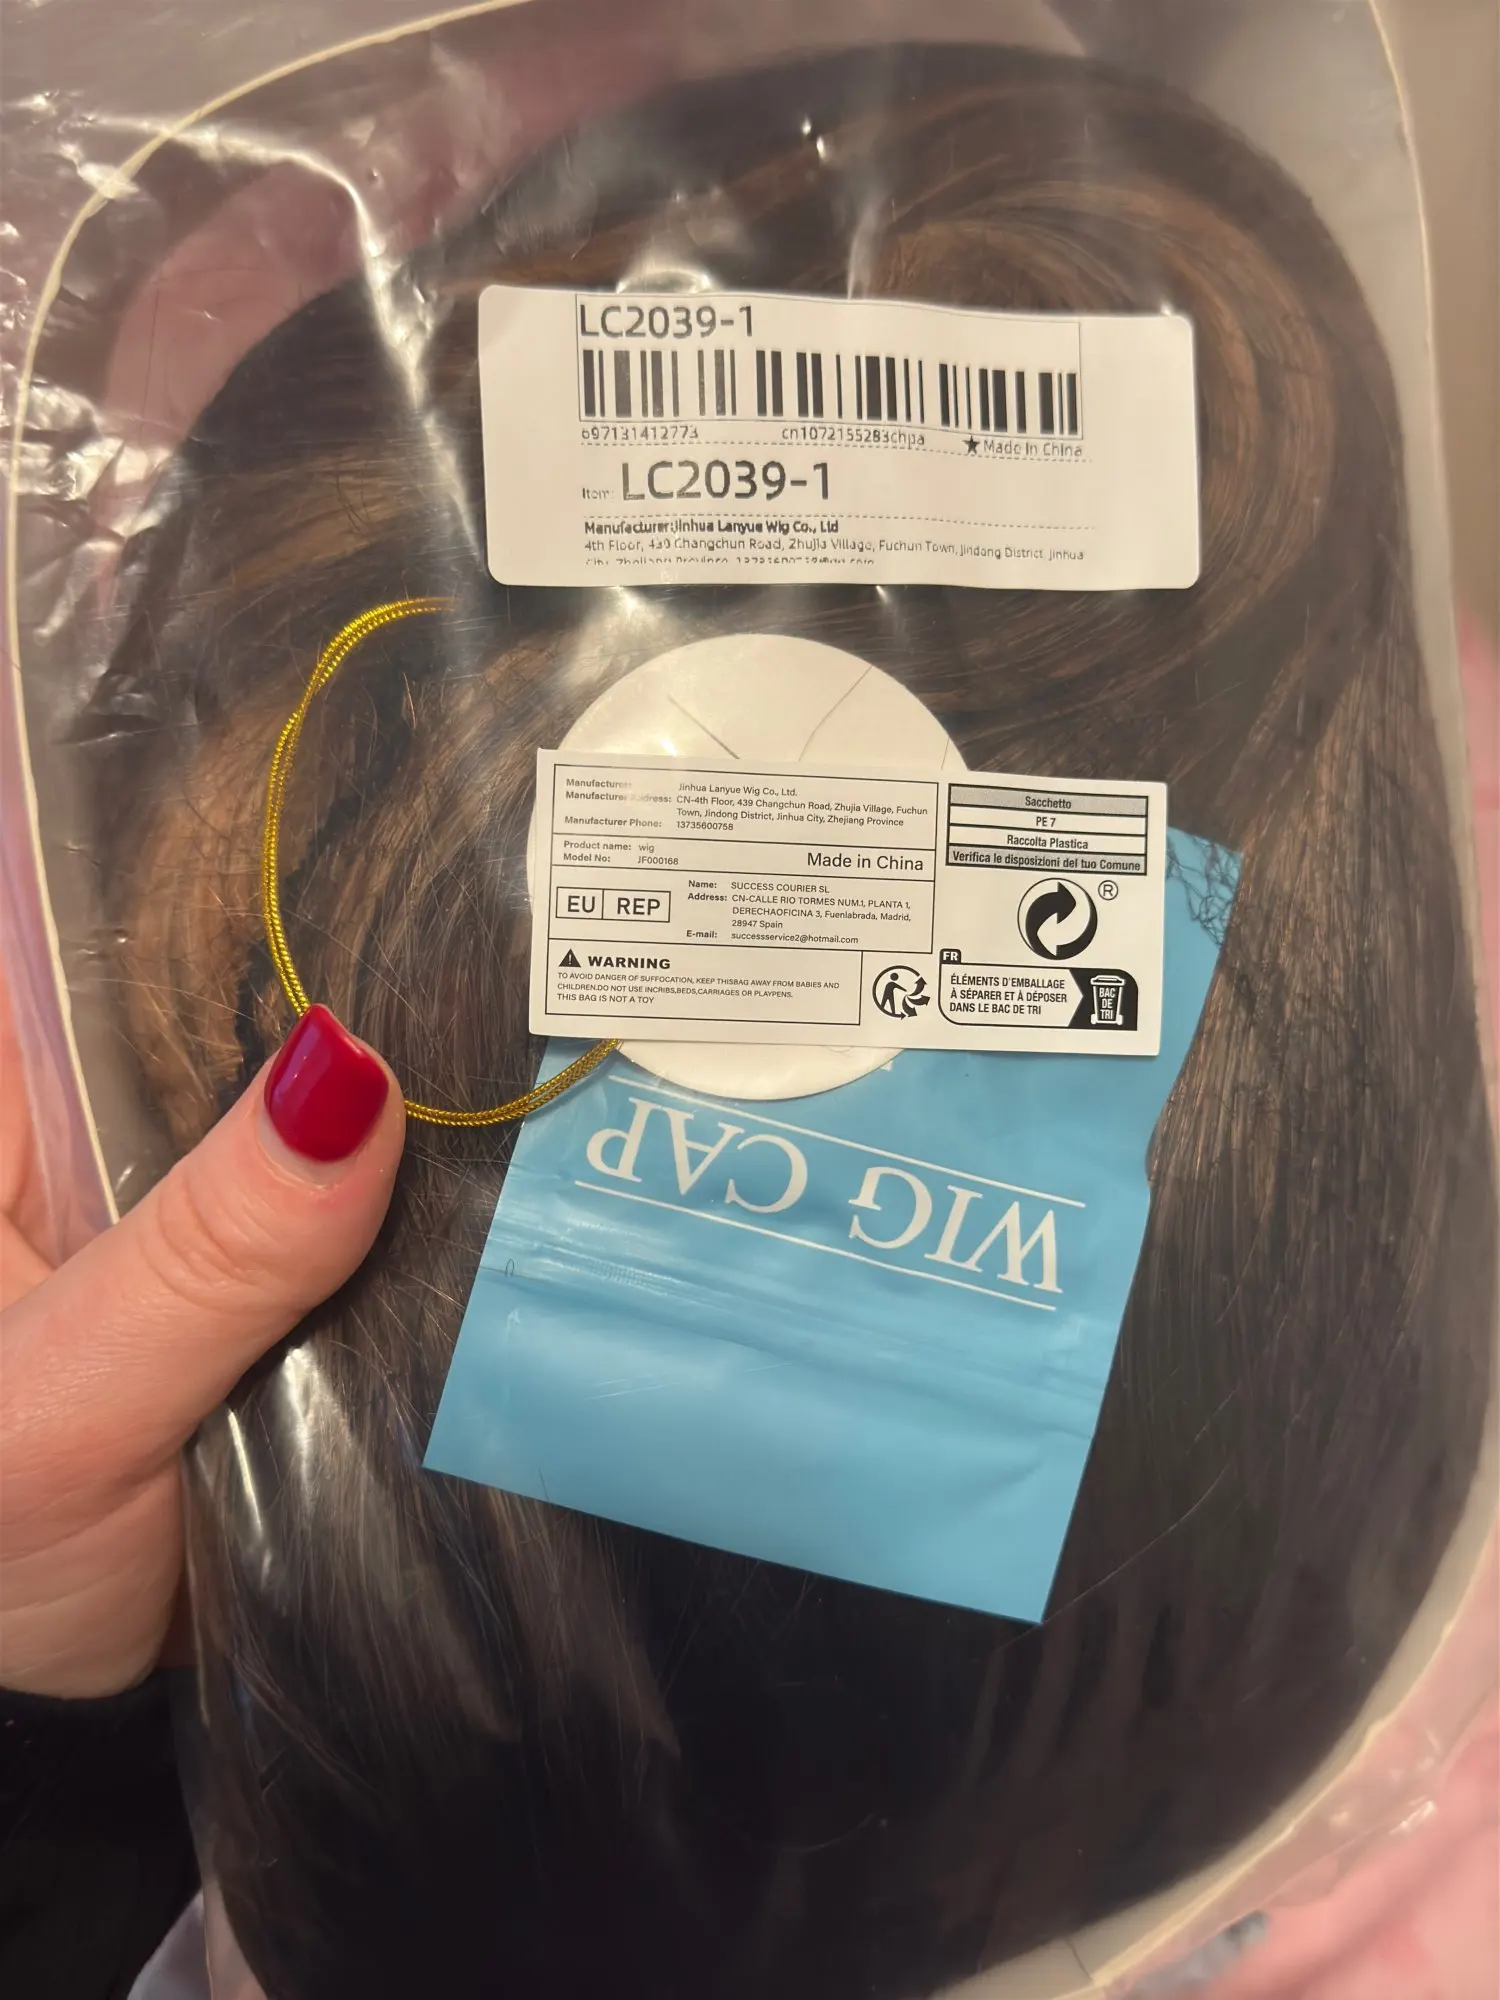 LC2039-1
697131412773 cn1072155283chpa ★Made In China
Item: LC2039-1
Manufacturer:Jinhua Lanyue Wig Co., Ltd
4th Floor, 439 Changchun Road, Zhujia Village, Fuchun Town, Jindong District, Jinhua
City, Zhejiang Province
Manufacturer: Jinhua Lanyue Wig Co., Ltd.
Manufacturer Address: CN-4th Floor, 439 Changchun Road, Zhujia Village, Fuchun
Town, Jindong District, Jinhua City, Zhejiang Province
Manufacturer Phone: 13735600758
Product name: wig
Model No: JF000168
Made in China
EU REP
Name: SUCCESS COURIER SL
Address: CN-CALLE RIO TORMES NUM.1, PLANTA 1,
DERECHAOFICINA 3, Fuenlabrada, Madrid,
28947 Spain
E-mail: successservice2@hotmail.com
WARNING
TO AVOID DANGER OF SUFFOCATION, KEEP THISBAG AWAY FROM BABIES AND
CHILDREN.DO NOT USE INCRIBS,BEDS,CARRIAGES OR PLAYPENS.
THIS BAG IS NOT A TOY
Sacchetto
PE 7
Raccolta Plastica
Verifica le disposizioni del tuo Comune
®
FR
ÉLÉMENTS D'EMBALLAGE
À SÉPARER ET À DÉPOSER
DANS LE BAC DE TRI
BAC
DE
TRI
WIG CAP